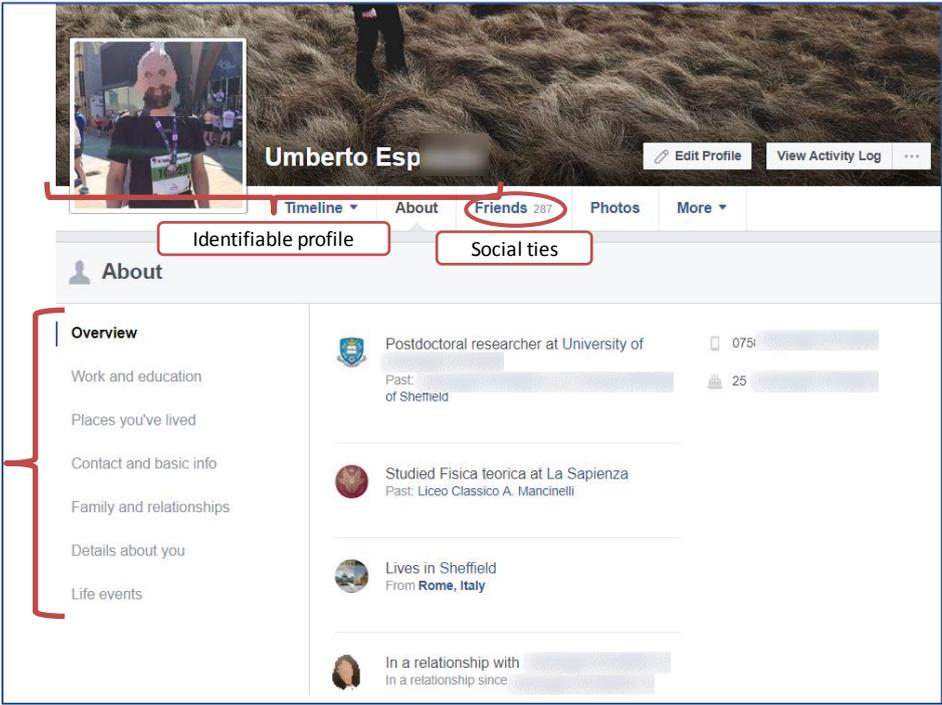 Umberto Esp
Edit Profile
View Activity Log
Timeline
About
Friends 287
Photos
More
Identifiable profile
Social ties
About
Overview
Work and education
Places you've lived
Contact and basic info
Family and relationships
Details about you
Life events
Postdoctoral researcher at University of
Past:
of Sheffield
Studied Fisica teorica at La Sapienza
Past: Liceo Classico A. Mancinelli
Lives in Sheffield
From Rome, Italy
In a relationship with
In a relationship since
075
25